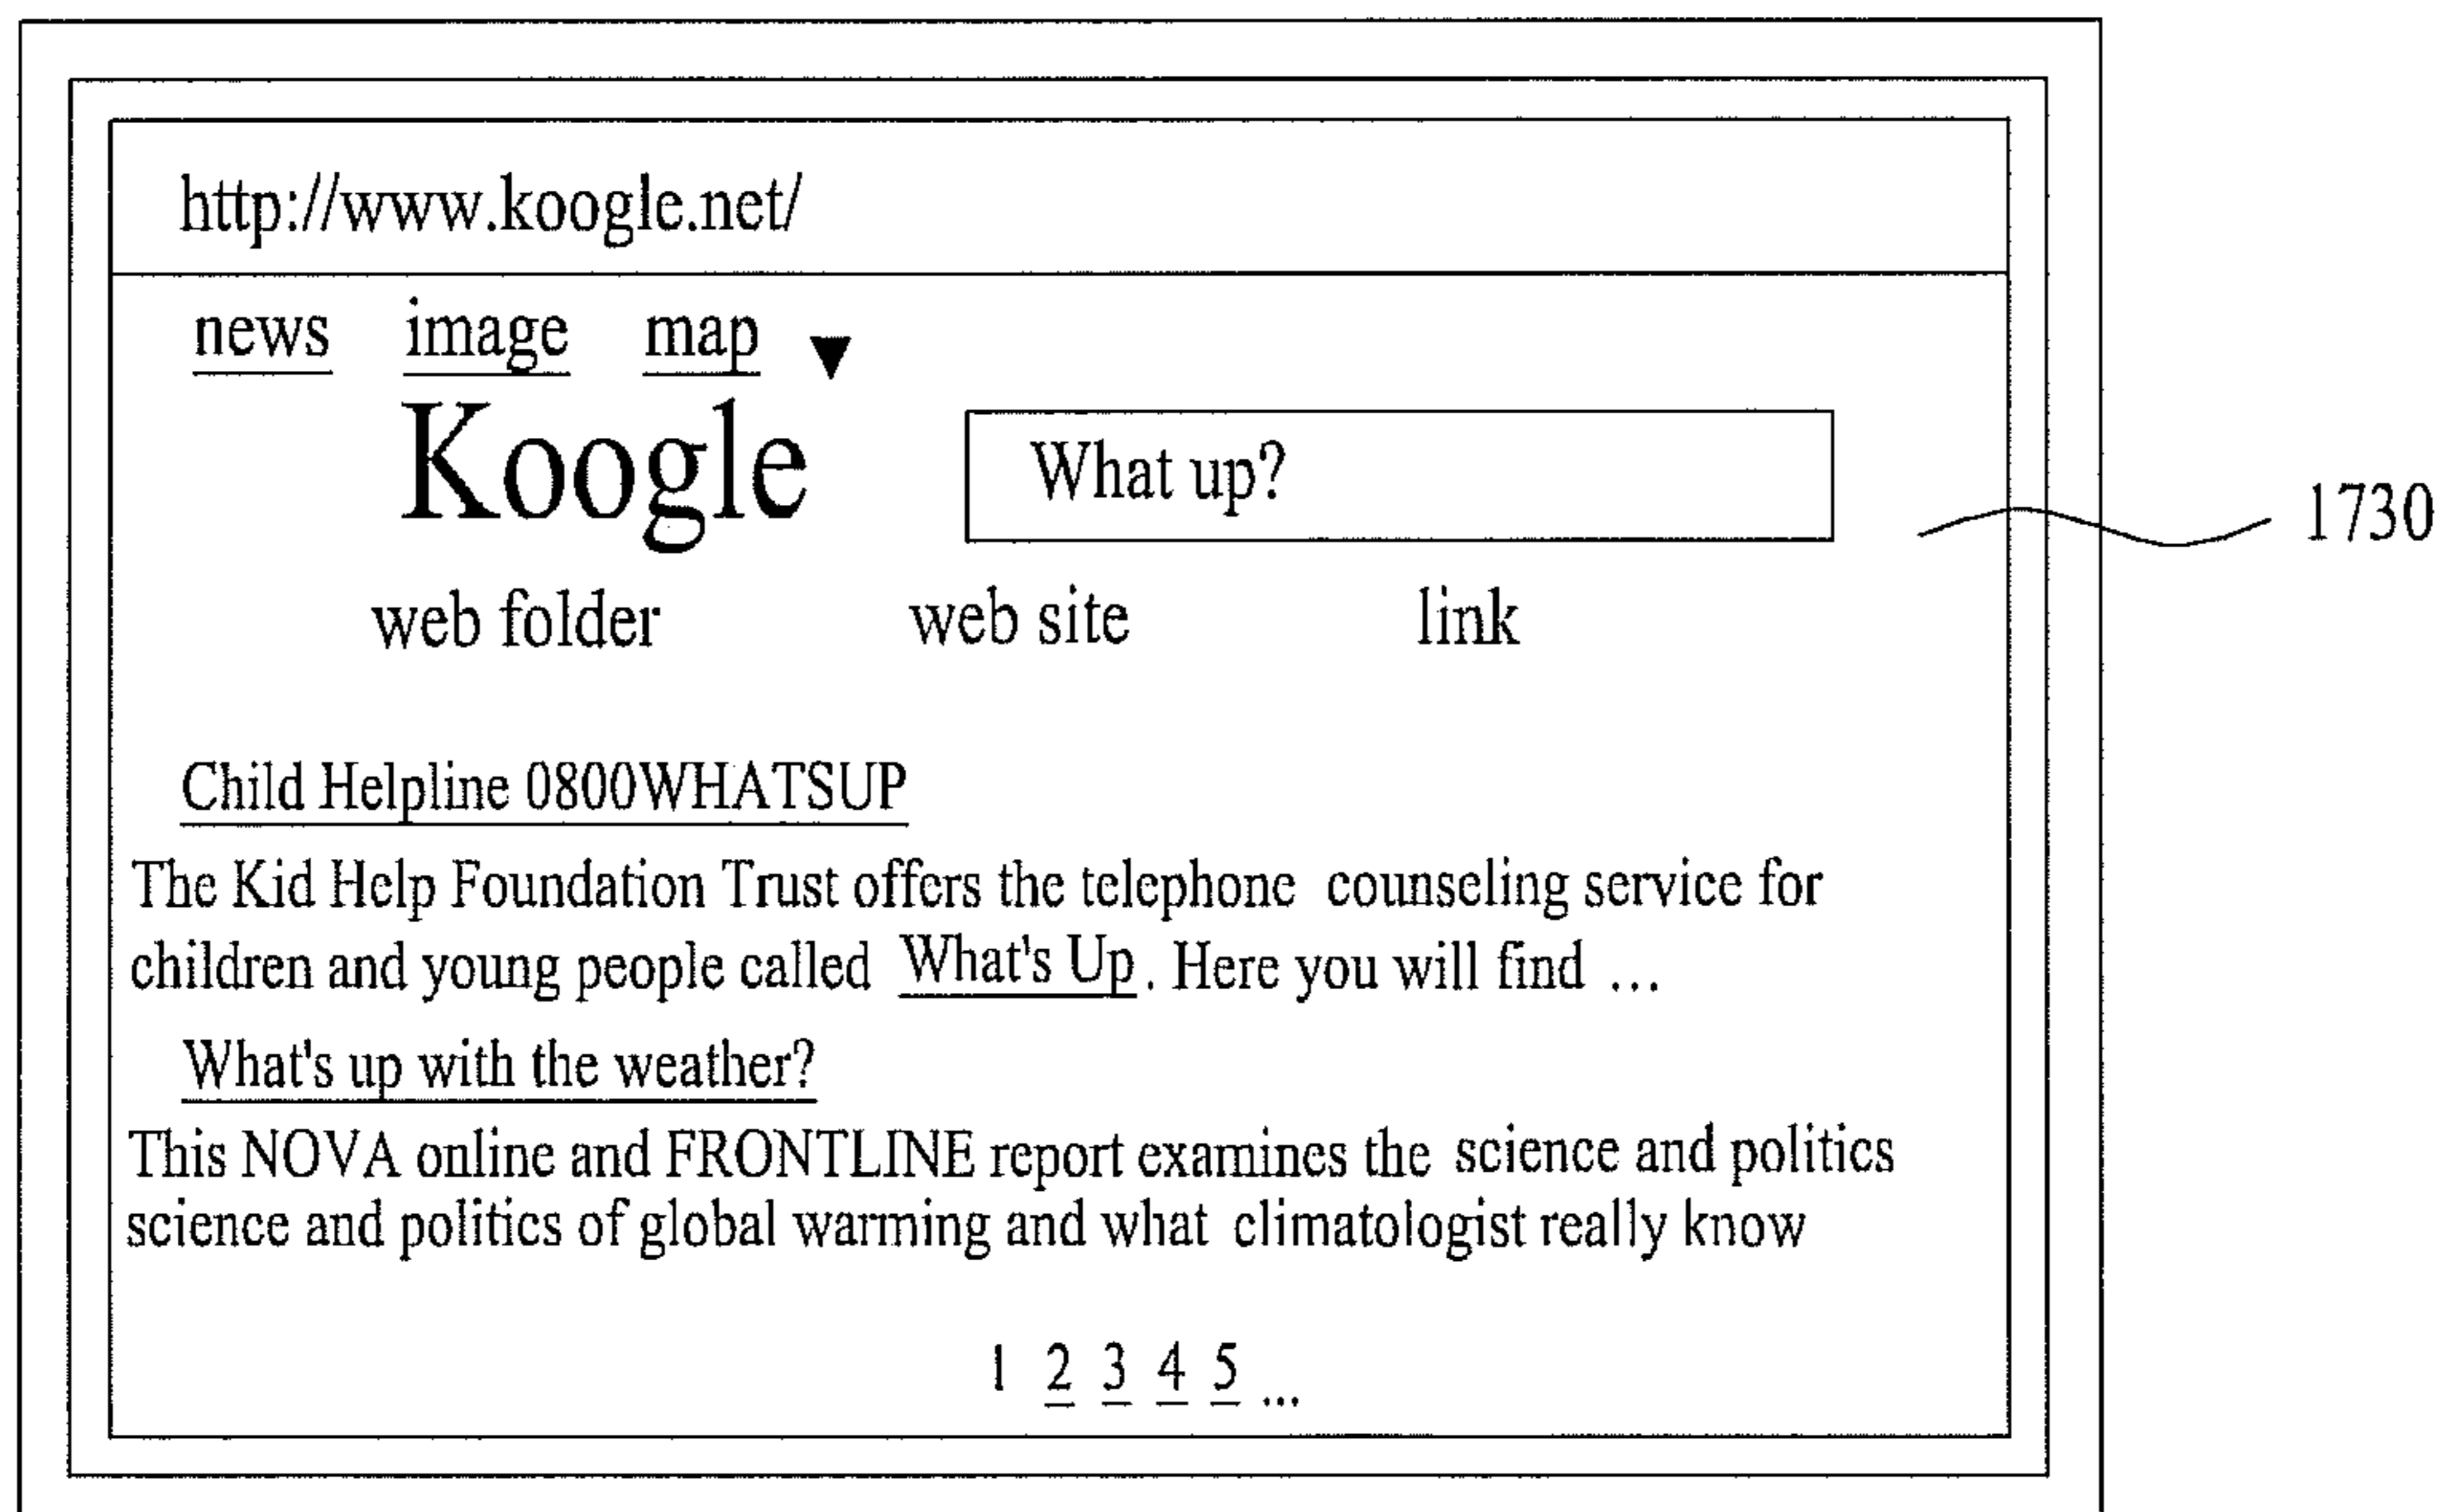 http://www.koogle.net/
news image map ▼
Koogle What up?
1730
web folder web site link
Child Helpline 0800WHATSUP
The Kid Help Foundation Trust offers the telephone counseling service for
children and young people called What's Up. Here you will find ...
What's up with the weather?
This NOVA online and FRONTLINE report examines the science and politics
science and politics of global warming and what climatologist really know
1 2 3 4 5 ...